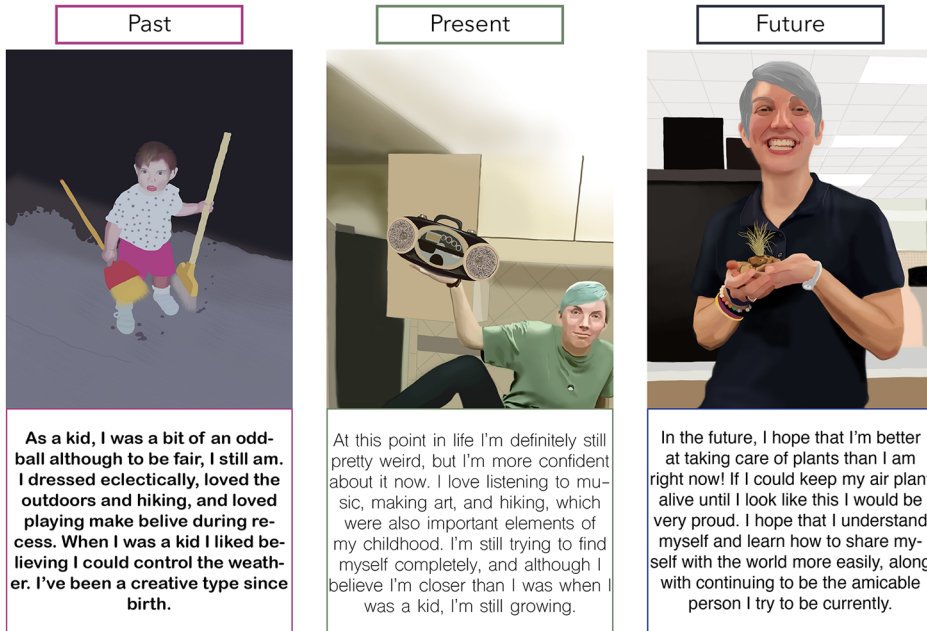 Past
As a kid, I was a bit of an odd-
ball although to be fair, I still am.
I dressed eclectically, loved the
outdoors and hiking, and loved
playing make belive during re-
cess. When I was a kid I liked be-
lieving I could control the weath-
er. I've been a creative type since
birth.
Present
At this point in life I'm definitely still
pretty weird, but I'm more confident
about it now. I love listening to mu-
sic, making art, and hiking, which
were also important elements of
my childhood. I'm still trying to find
myself completely, and although I
believe I'm closer than I was when I
was a kid, I'm still growing.
Future
In the future, I hope that I'm better
at taking care of plants than I am
right now! If I could keep my air plant
alive until I look like this I would be
very proud. I hope that I understand
myself and learn how to share my-
self with the world more easily, along
with continuing to be the amicable
person I try to be currently.